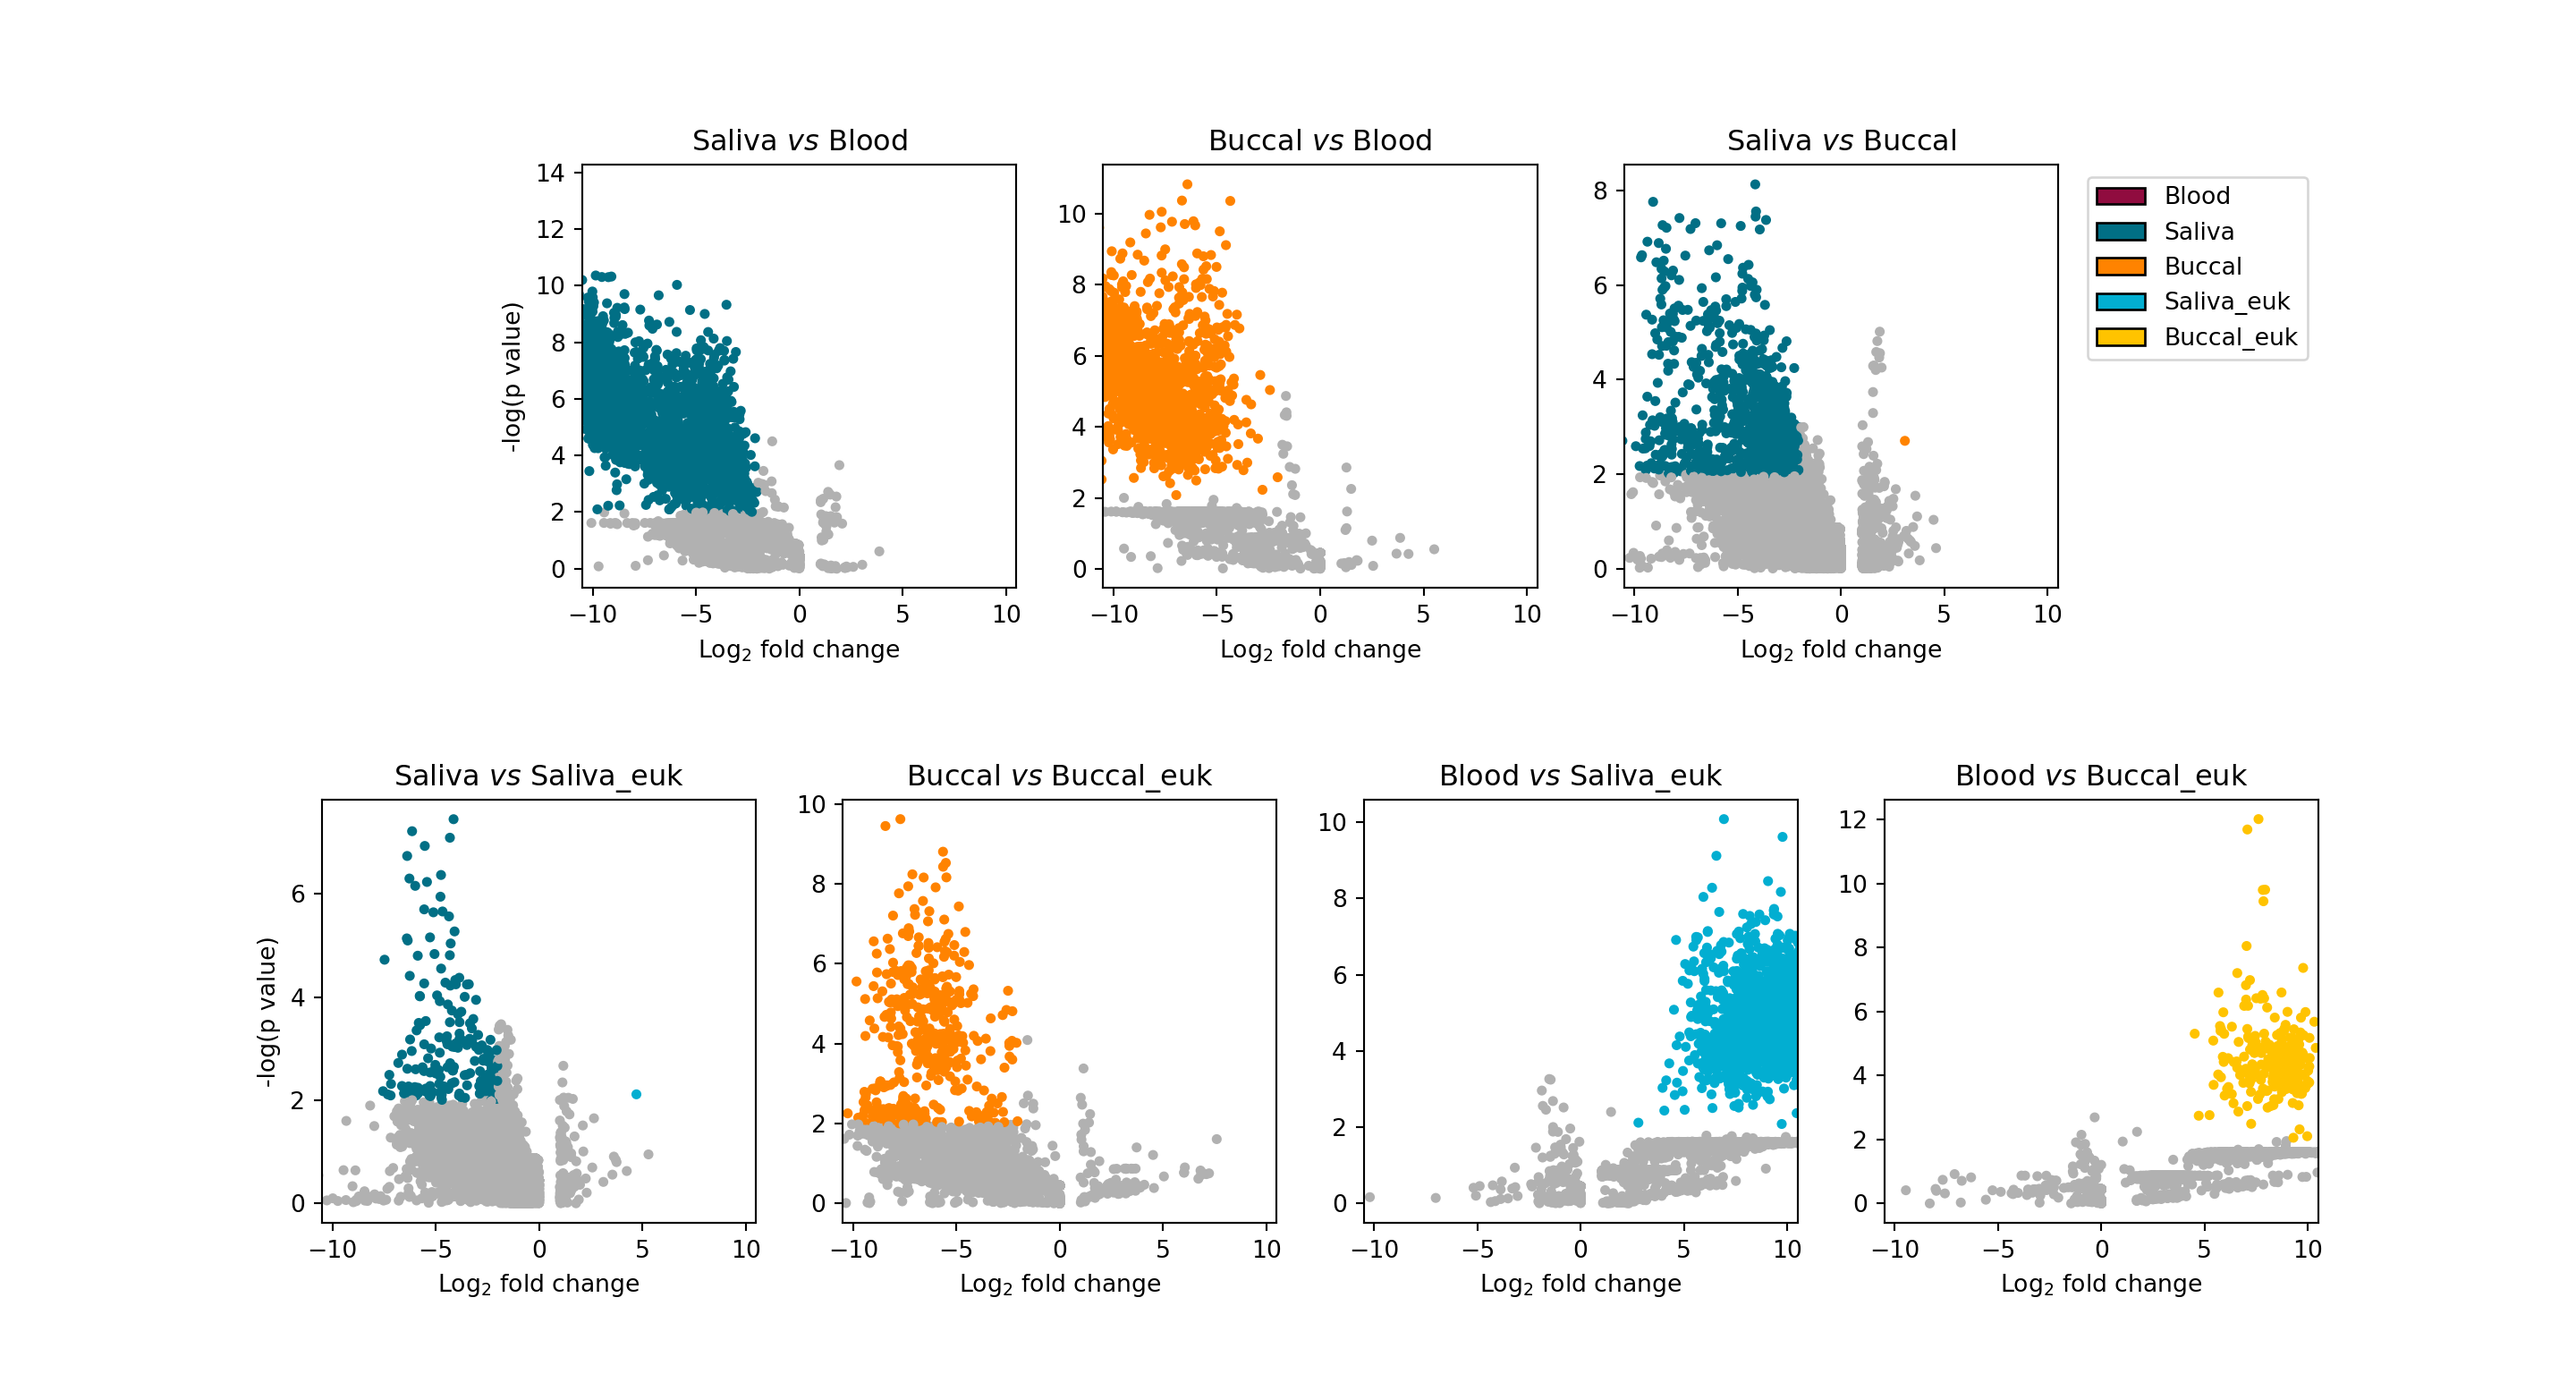 Saliva vs Blood
Buccal vs Blood
Saliva vs Buccal
14
12
10
8
6
4
2
0
-log(p value)
−10 −5 0 5 10
Log2 fold change
10
8
6
4
2
0
−10 −5 0 5 10
Log2 fold change
8
6
4
2
0
−10 −5 0 5 10
Log2 fold change
Blood
Saliva
Buccal
Saliva_euk
Buccal_euk
Saliva vs Saliva_euk
Buccal vs Buccal_euk
Blood vs Saliva_euk
Blood vs Buccal_euk
6
4
2
0
-log(p value)
−10 −5 0 5 10
Log2 fold change
10
8
6
4
2
0
−10 −5 0 5 10
Log2 fold change
10
8
6
4
2
0
−10 −5 0 5 10
Log2 fold change
12
10
8
6
4
2
0
−10 −5 0 5 10
Log2 fold change